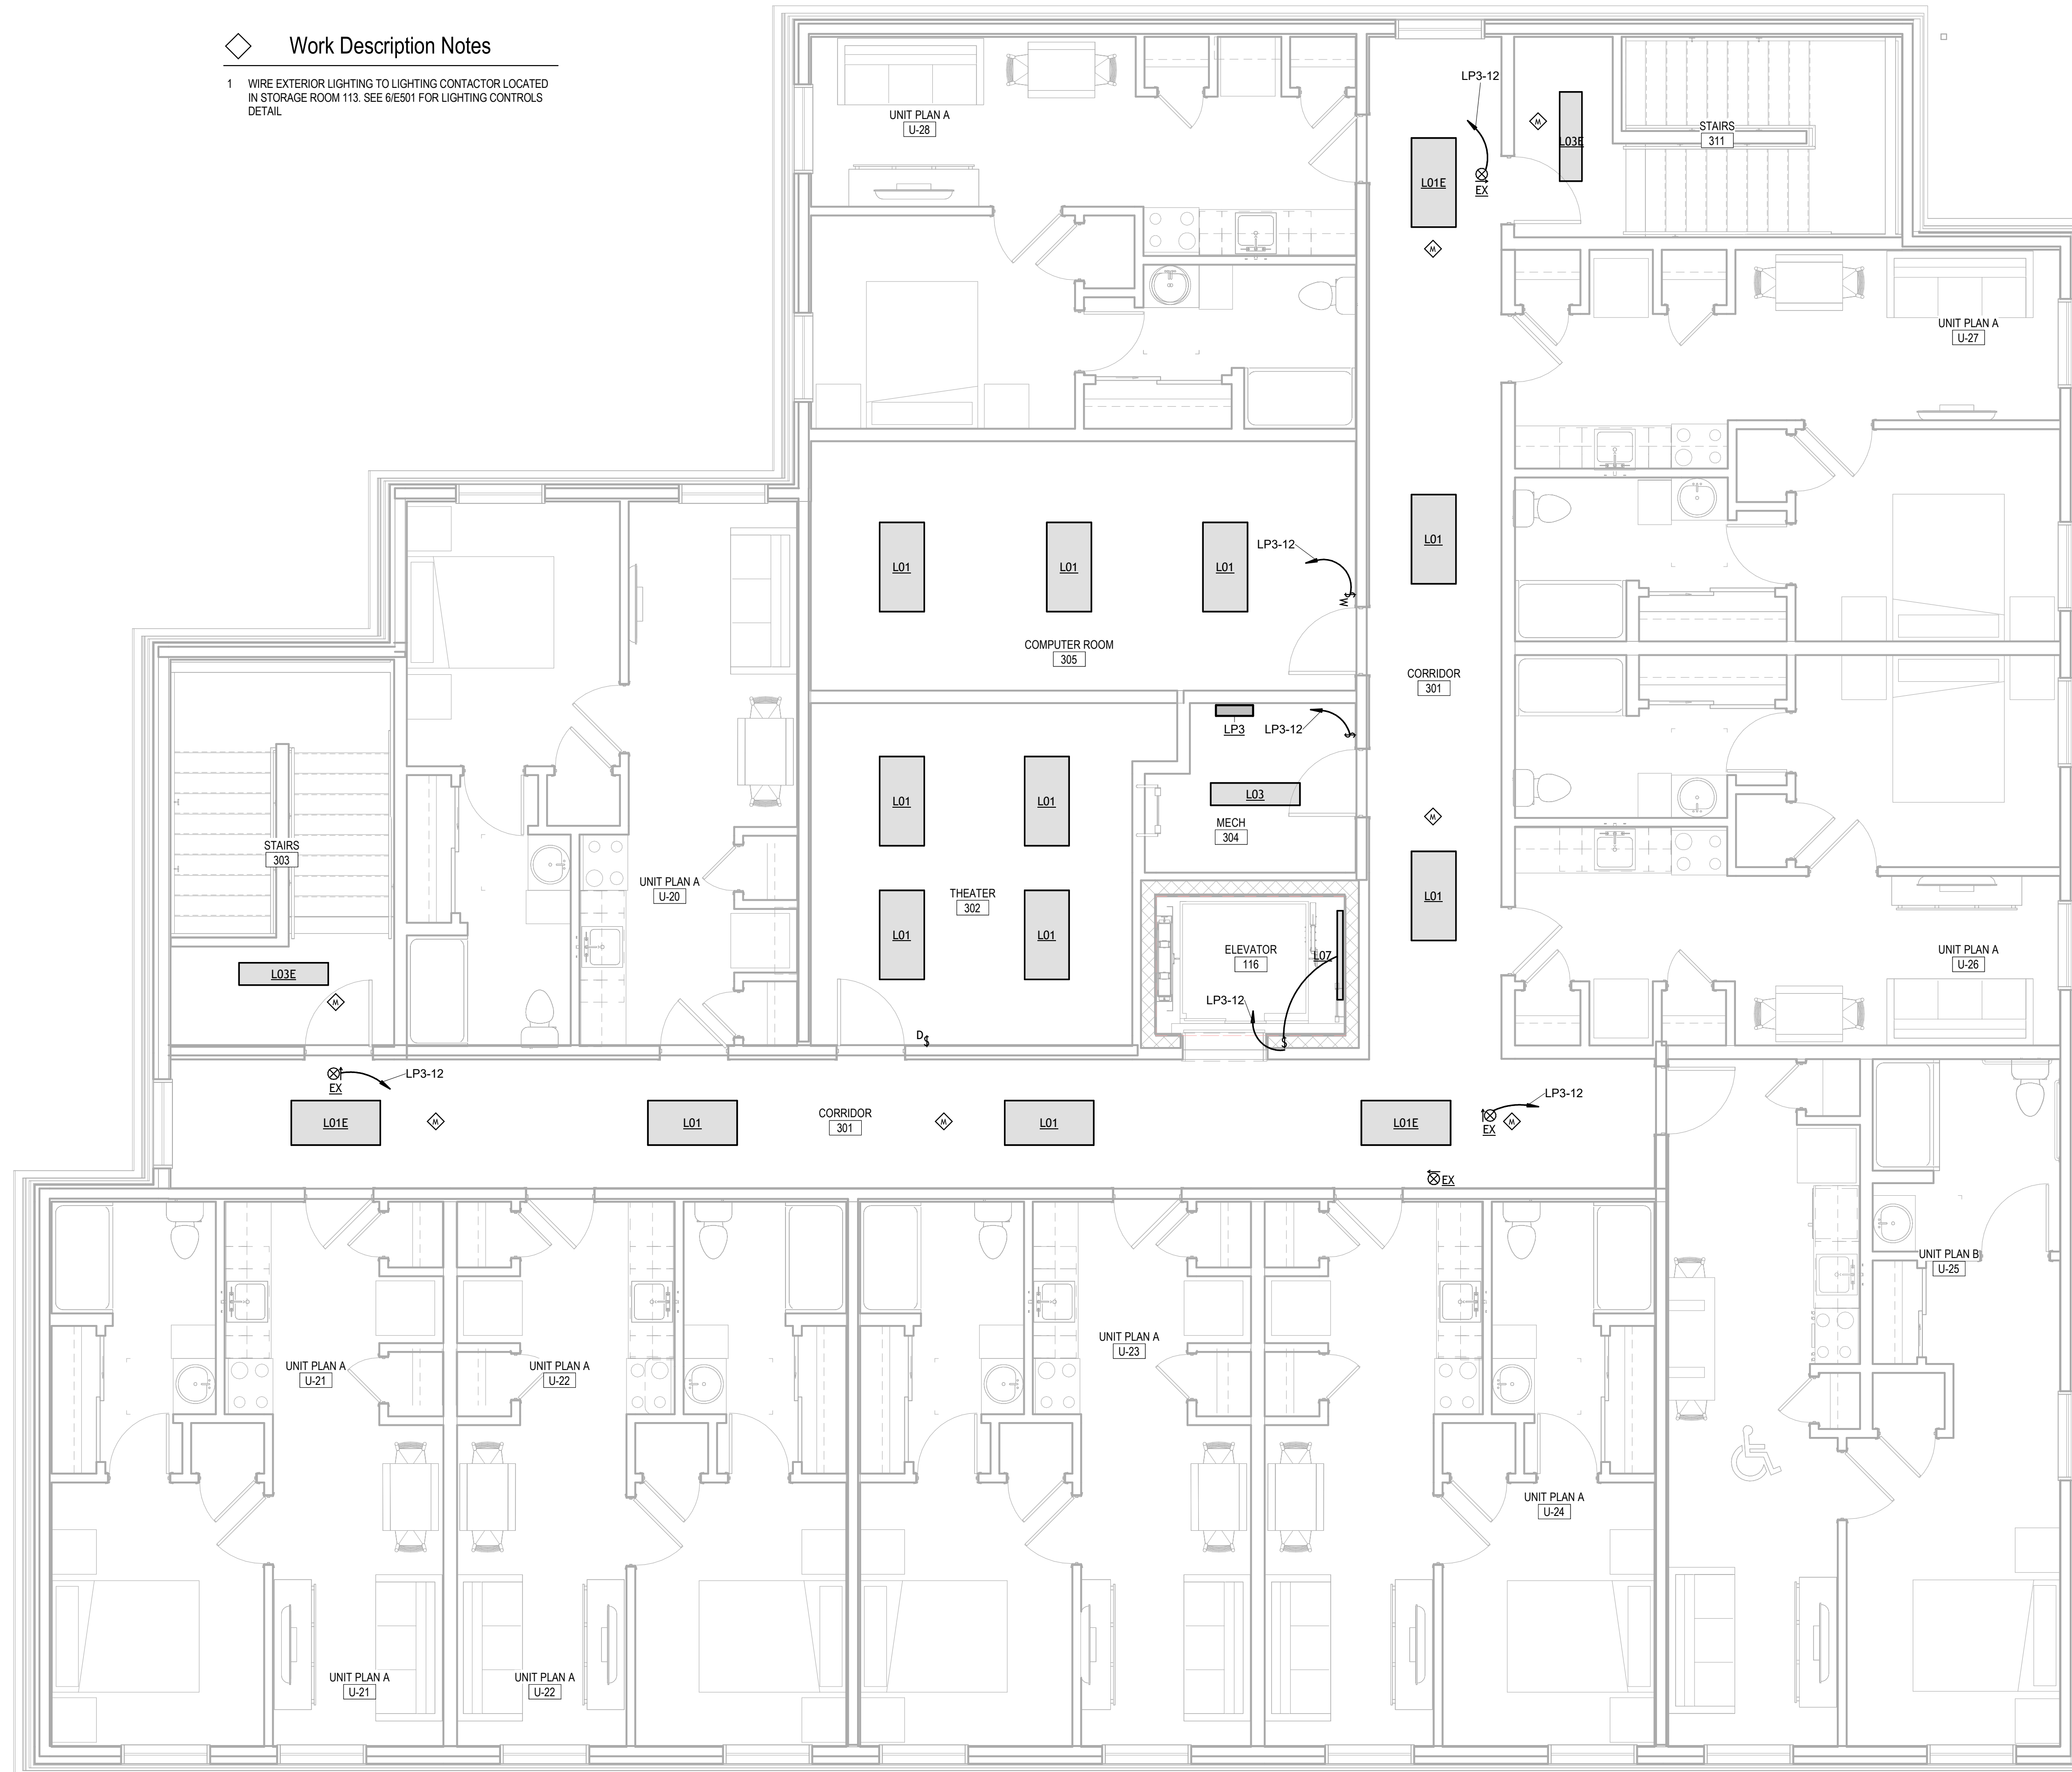 Work Description Notes
1 WIRE EXTERIOR LIGHTING TO LIGHTING CONTACTOR LOCATED
IN STORAGE ROOM 113. SEE 6/E501 FOR LIGHTING CONTROLS
DETAIL
LP3-12
UNIT PLAN A
U-28
M
L03E
STAIRS
311
L01E
EX
M
UNIT PLAN A
U-27
L01
L01
L01
LP3-12
L01
$
W
COMPUTER ROOM
305
CORRIDOR
301
LP3
LP3-12
$
L01
L01
L03
MECH
304
M
STAIRS
303
UNIT PLAN A
U-20
THEATER
302
L01
L01
L01
ELEVATOR
116
L07
UNIT PLAN A
U-26
L03E
M
LP3-12
D$
$
EX
LP3-12
LP3-12
L01E
M
L01
CORRIDOR
301
M
L01
L01E
EX
M
EX
UNIT PLAN B
U-25
UNIT PLAN A
U-23
UNIT PLAN A
U-21
UNIT PLAN A
U-22
UNIT PLAN A
U-24
UNIT PLAN A
U-21
UNIT PLAN A
U-22